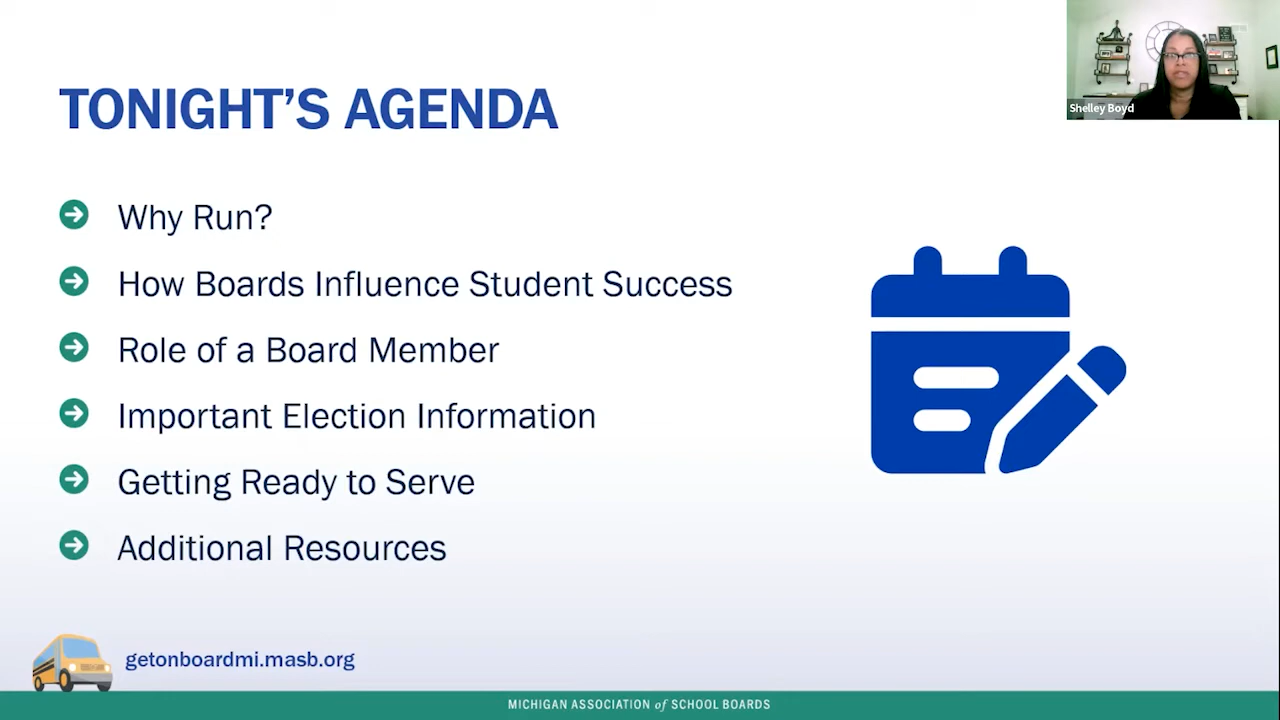 TONIGHT'S AGENDA
Why Run?
How Boards Influence Student Success
Role of a Board Member
Important Election Information
Getting Ready to Serve
Additional Resources
getonboardmi.masb.org
MICHIGAN ASSOCIATION of SCHOOL BOARDS
Shelley Boyd